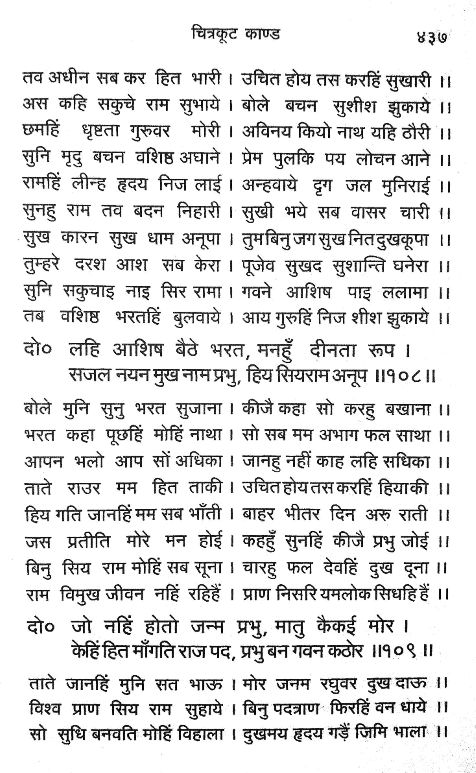 चित्रकूट काण्ड ४३७
तव अधीन सब कर हित भारी । उचित होय तस करहिं सुखारी ।।
अस कहि सकुचे राम सुभाये । बोले बचन सुशीश झुकाये ।।
छमहिं धृष्टता गुरुवर मोरी । अविनय कियो नाथ यहि ठौरी ।।
सुनि मृदु बचन वशिष्ठ अघाने । प्रेम पुलकि पय लोचन आने ।।
रामहिं लीन्ह हृदय निज लाई । अन्हवाये दृग जल मुनिराई ।।
सुनहु राम तव बदन निहारी । सुखी भये सब वासर चारी ।।
सुख कारन सुख धाम अनूपा । तुमबिनु जग सुख नित दुखकूपा ।।
तुम्हरे दरश आश सब केरा । पूजेव सुखद सुशान्ति घनेरा ।।
सुनि सकुचाइ नाइ सिर रामा । गवने आशिष पाइ ललामा ।।
तब वशिष्ठ भरतहिं बुलवाये । आय गुरुहिं निज शीश झुकाये ।।
दो० लहि आशिष बैठे भरत, मनहुँ दीनता रूप ।
सजल नयन मुख नाम प्रभु, हिय सियराम अनूप ।।१०८।।
बोले मुनि सुनु भरत सुजाना । कीजै कहा सो करहु बखाना ।।
भरत कहा पूछहिं मोहिं नाथा । सो सब मम अभाग फल साथा ।।
आपन भलो आप सों अधिका । जानहु नहीं काह लहि सधिका ।।
ताते राउर मम हित ताकी । उचित होय तस करहिं हियाकी ।।
हिय गति जानहिं मम सब भाँती । बाहर भीतर दिन अरु राती ।।
जस प्रतीति मोरे मन होई । कहहुँ सुनहिं कीजै प्रभु जोई ।।
बिनु सिय राम मोहिं सब सूना । चारहु फल देवहिं दुख दूना ।।
राम विमुख जीवन नहिं रहिहैं । प्राण निसरि यमलोक सिधहिहैं ।।
दो० जो नहिं होतो जन्म प्रभु, मातु कैकई मोर ।
केहिं हित माँगति राज पद, प्रभु बन गवन कठोर ।।१०९।।
ताते जानहिं मुनि सत भाऊ । मोर जनम रघुवर दुख दाऊ ।।
विश्व प्राण सिय राम सुहाये । बिनु पदत्राण फिरहिं वन धाये ।।
सो सुधि बनवति मोहिं विहाला । दुखमय हृदय गड़ैं जिमि भाला ।।